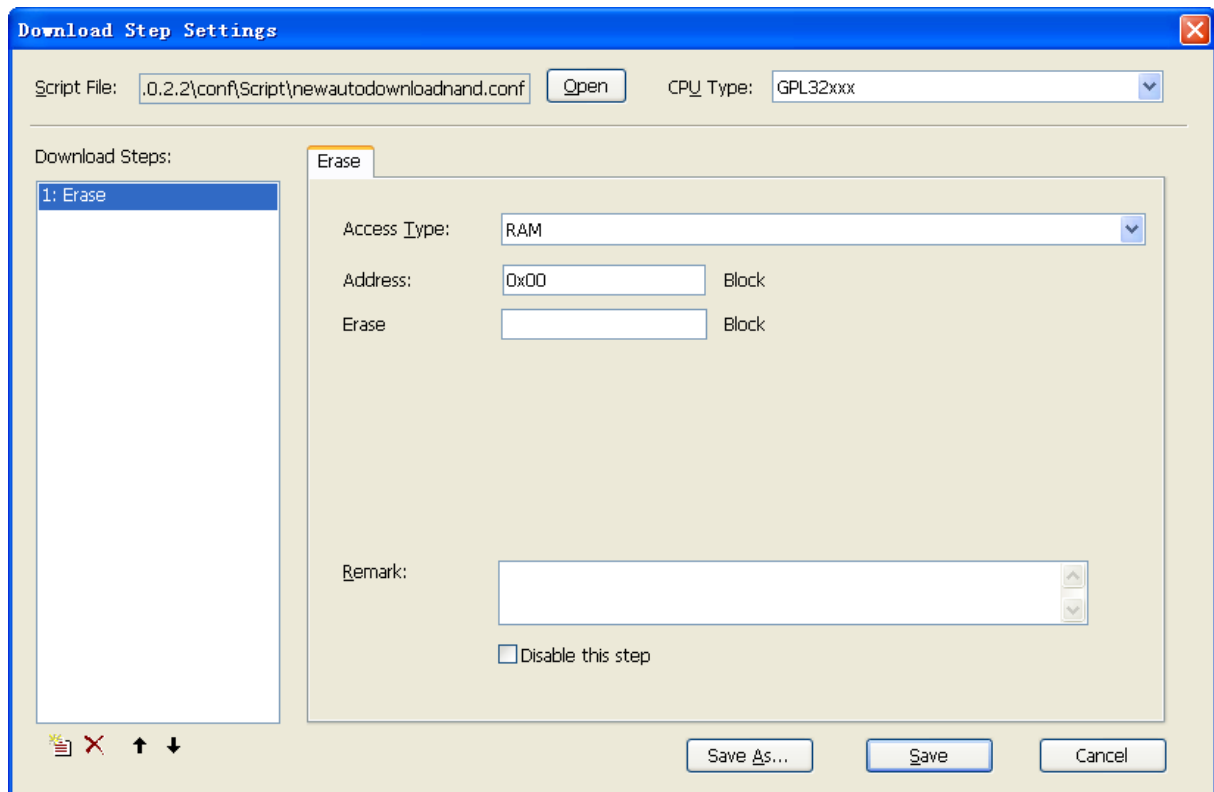 Download Step Settings
Script File: .0.2.2\conf\Script\newautodownloadnand.conf Open CPU Type: GPL32xxx
Download Steps:
1: Erase
Erase
Access Type: RAM
Address: 0x00 Block
Erase Block
Remark:
Disable this step
Save As... Save Cancel